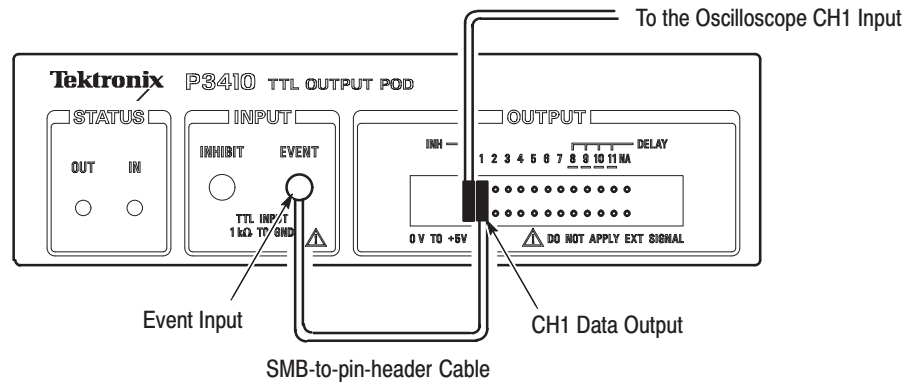 To the Oscilloscope CH1 Input
Tektronix P3410 TTL OUTPUT POD
STATUS
OUT IN
INPUT
INHIBIT EVENT
TTL INPUT
1 kΩ TO GND
OUTPUT
INH DELAY
1 2 3 4 5 6 7 8 9 10 11 NA
0 V TO +5V
DO NOT APPLY EXT SIGNAL
Event Input
CH1 Data Output
SMB-to-pin-header Cable